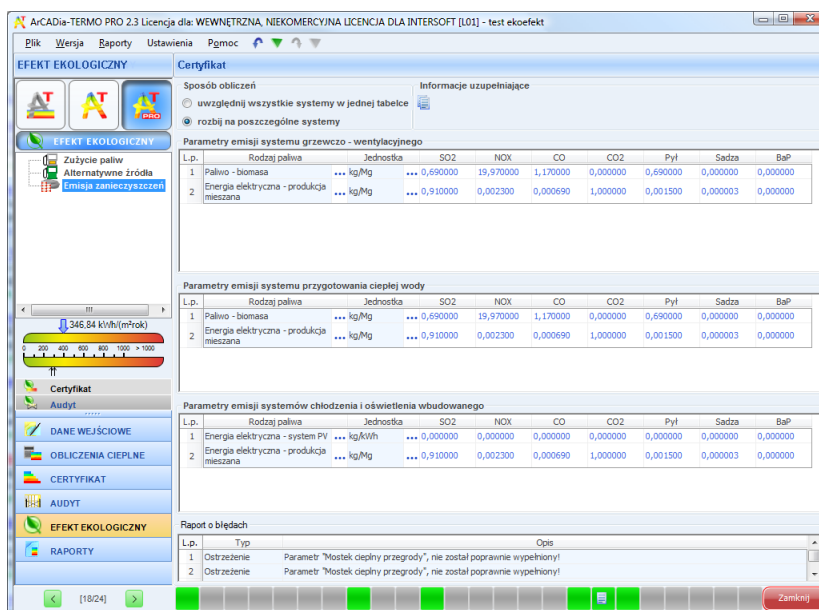 ArCADia-TERMO PRO 2.3 Licencja dla: WEWNĘTRZNA, NIEKOMERCYJNA LICENCJA DLA INTERSOFT [L01] - test ekoefekt
Plik Wersja Raporty Ustawienia Pomoc
EFEKT EKOLOGICZNY
Certyfikat
Sposób obliczeń
Informacje uzupełniające
uwzględnij wszystkie systemy w jednej tabelce
rozbij na poszczególne systemy
EFEKT EKOLOGICZNY
Zużycie paliw
Alternatywne źródła
Emisja zanieczyszczeń
Parametry emisji systemu grzewczo - wentylacyjnego
L.p. Rodzaj paliwa Jednostka SO2 NOX CO CO2 Pył Sadza BaP
1 Paliwo - biomasa ... kg/Mg ... 0,690000 19,970000 1,170000 0,000000 0,690000 0,000000 0,000000
2 Energia elektryczna - produkcja mieszana ... kg/Mg ... 0,910000 0,002300 0,000690 1,000000 0,001500 0,000003 0,000000
Parametry emisji systemu przygotowania ciepłej wody
L.p. Rodzaj paliwa Jednostka SO2 NOX CO CO2 Pył Sadza BaP
1 Paliwo - biomasa ... kg/Mg ... 0,690000 19,970000 1,170000 0,000000 0,690000 0,000000 0,000000
2 Energia elektryczna - produkcja mieszana ... kg/Mg ... 0,910000 0,002300 0,000690 1,000000 0,001500 0,000003 0,000000
346,84 kWh/(m²rok)
0 200 400 600 800 1000 > 1000
Certyfikat
Audyt
DANE WEJŚCIOWE
OBLICZENIA CIEPLNE
CERTYFIKAT
AUDYT
EFEKT EKOLOGICZNY
RAPORTY
Parametry emisji systemów chłodzenia i oświetlenia wbudowanego
L.p. Rodzaj paliwa Jednostka SO2 NOX CO CO2 Pył Sadza BaP
1 Energia elektryczna - system PV ... kg/kWh ... 0,000000 0,000000 0,000000 0,000000 0,000000 0,000000 0,000000
2 Energia elektryczna - produkcja mieszana ... kg/Mg ... 0,910000 0,002300 0,000690 1,000000 0,001500 0,000003 0,000000
Raport o błędach
L.p. Typ Opis
1 Ostrzeżenie Parametr "Mostek cieplny przegrody", nie został poprawnie wypełniony!
2 Ostrzeżenie Parametr "Mostek cieplny przegrody", nie został poprawnie wypełniony!
[18/24]
Zamknij